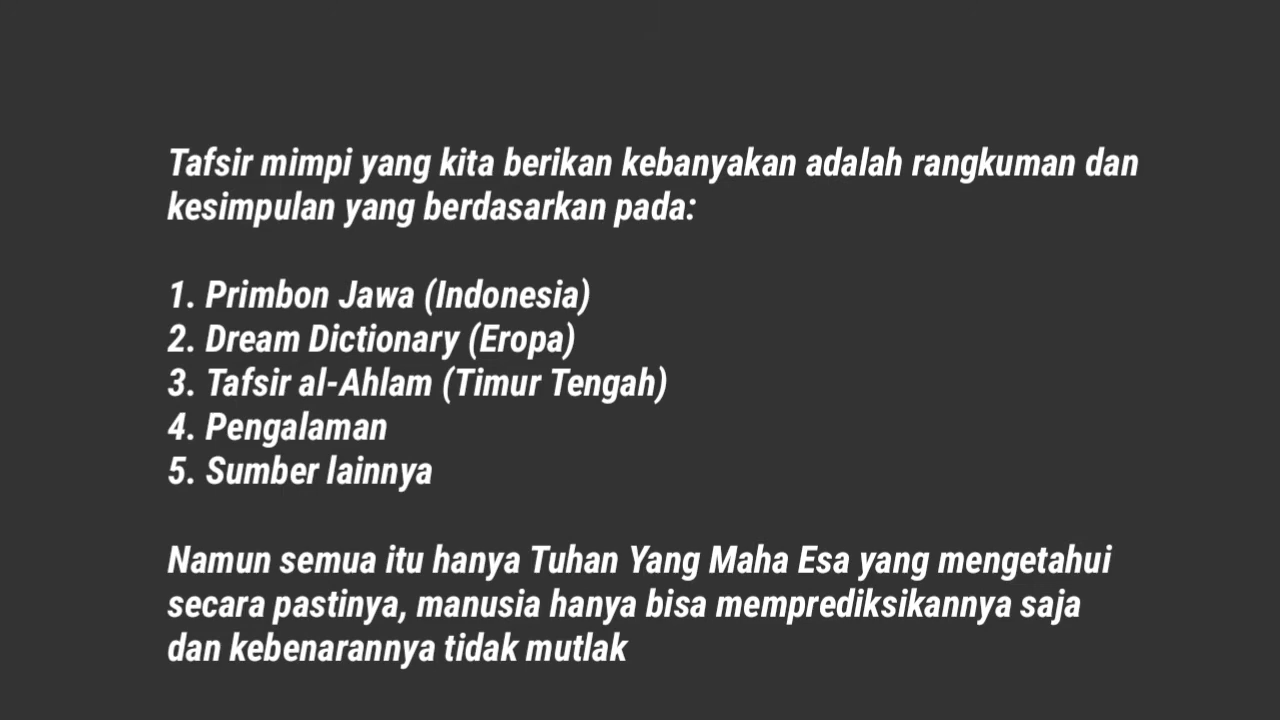 Tafsir mimpi yang kita berikan kebanyakan adalah rangkuman dan
kesimpulan yang berdasarkan pada:
1. Primbon Jawa (Indonesia)
2. Dream Dictionary (Eropa)
3. Tafsir al-Ahlam (Timur Tengah)
4. Pengalaman
5. Sumber lainnya
Namun semua itu hanya Tuhan Yang Maha Esa yang mengetahui
secara pastinya, manusia hanya bisa memprediksikannya saja
dan kebenarannya tidak mutlak